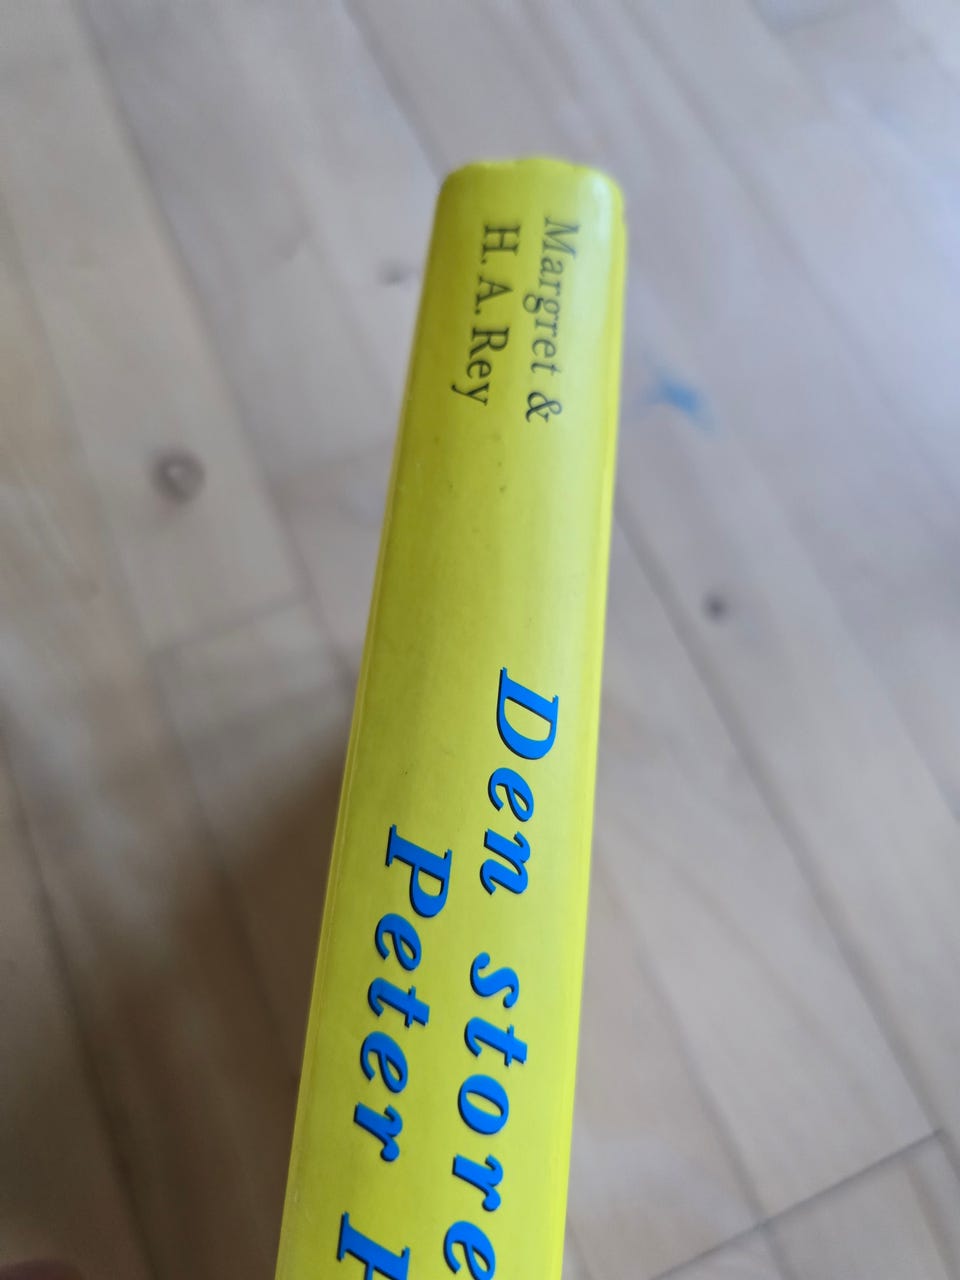 Margret &
H. A. Rey
Den store
Peter